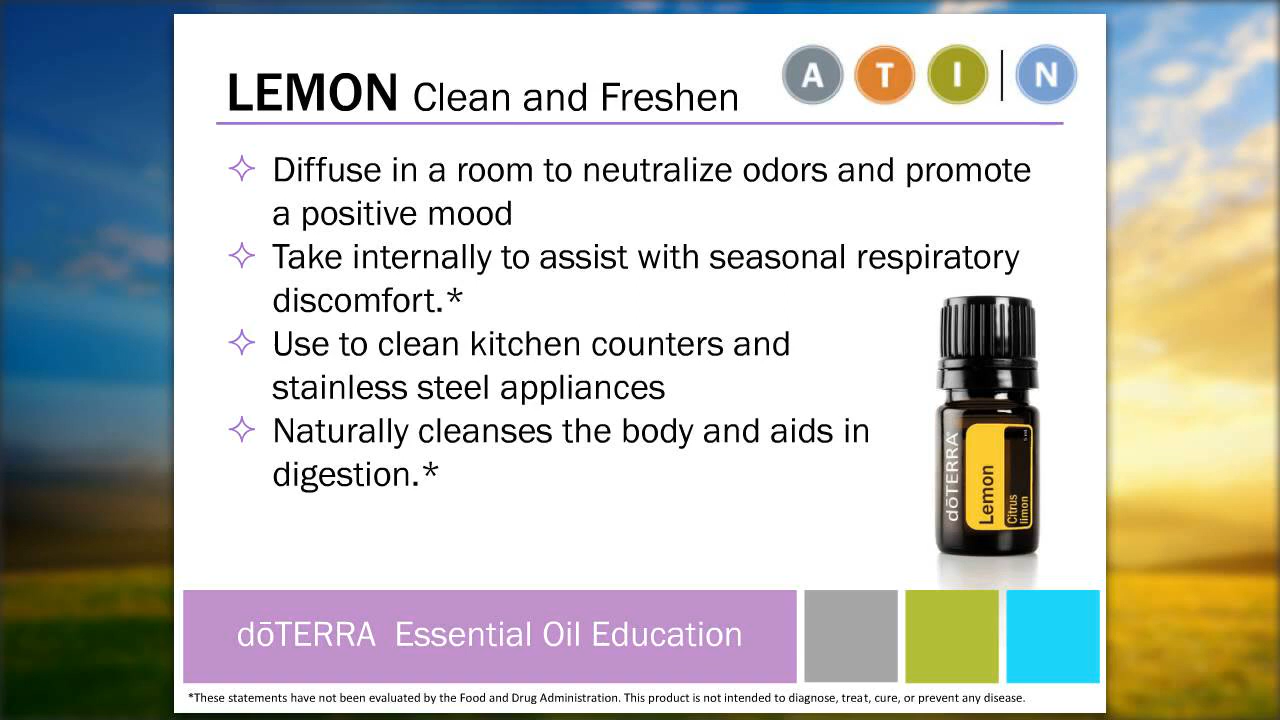 LEMON Clean and Freshen
A T I | N
Diffuse in a room to neutralize odors and promote
a positive mood
Take internally to assist with seasonal respiratory
discomfort.*
Use to clean kitchen counters and
stainless steel appliances
Naturally cleanses the body and aids in
digestion.*
dōTERRA
Lemon
Citrus
limon
5 mL
dōTERRA Essential Oil Education
*These statements have not been evaluated by the Food and Drug Administration. This product is not intended to diagnose, treat, cure, or prevent any disease.